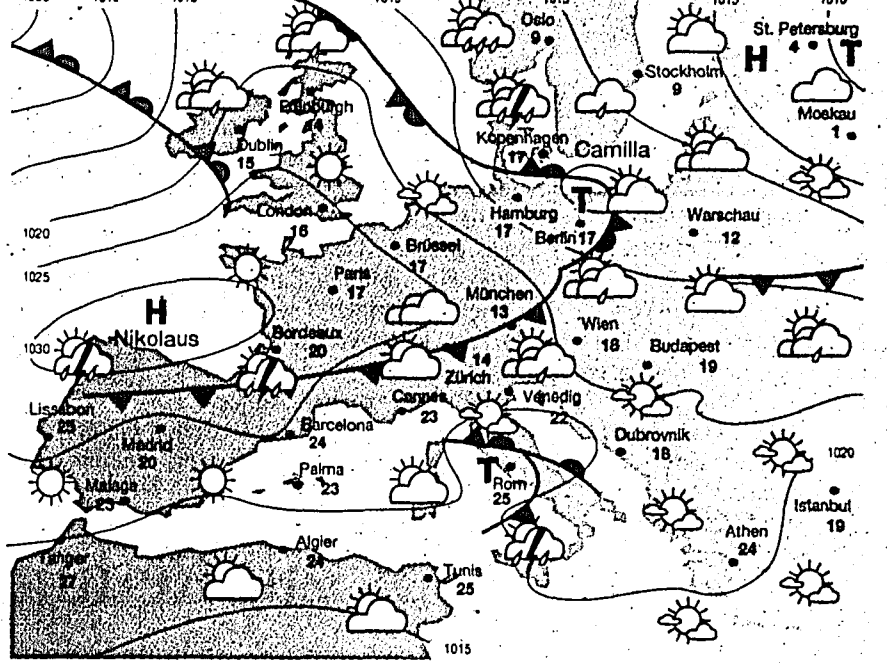 1015
1015
1010
Oslo
9
St. Petersburg
4
H
T
Stockholm
9
Moskau
1
Edinburgh
Dublin
15
Kopenhagen
17
Camilla
London
16
Hamburg
17
T
Berlin 17
Warschau
12
1020
Brüssel
17
1025
Paris
17
München
13
H
Nikolaus
Bordeaux
20
Wien
18
1030
Budapest
19
14
Zürich
Cannes
23
Venedig
22
Lissabon
25
Madrid
20
Barcelona
24
Dubrovnik
18
1020
T
Rom
25
Palma
23
Malaga
23
Istanbul
19
Athen
24
Algier
24
Tanger
27
Tunis
25
1015